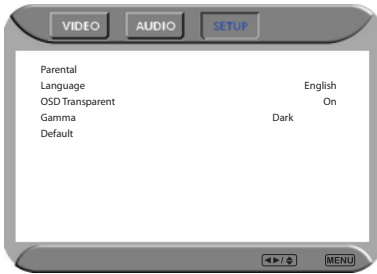 VIDEO AUDIO SETUP
Parental
Language English
OSD Transparent On
Gamma Dark
Default
◄►/ MENU